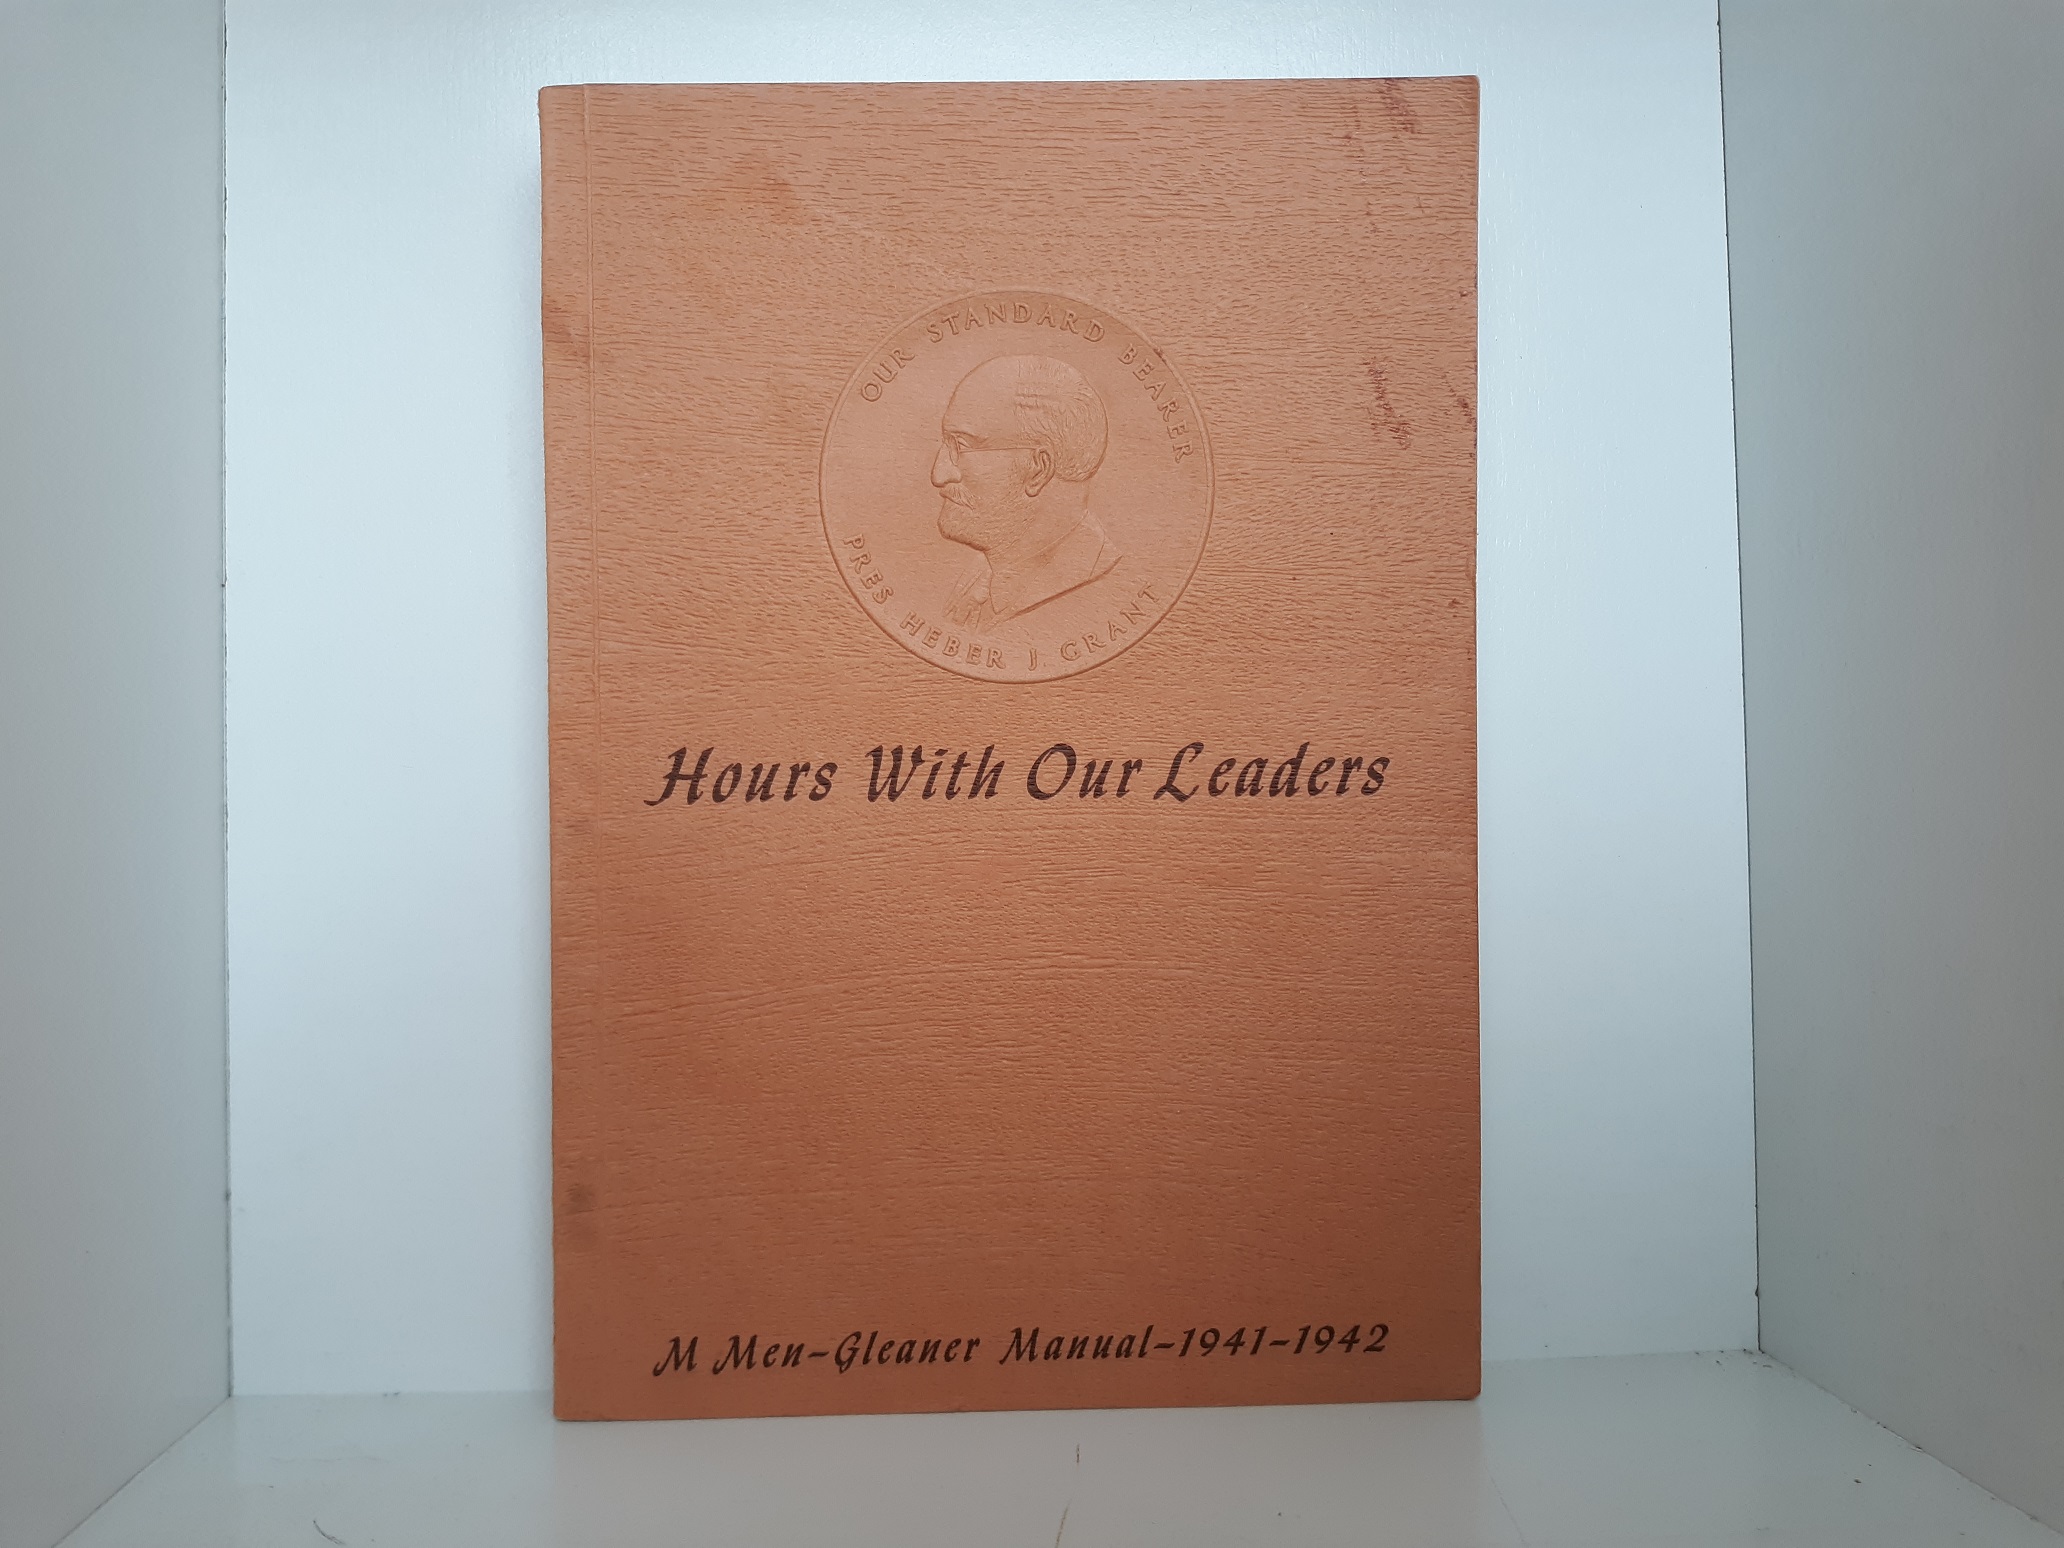 OUR STANDARD BEARER
PRES HEBER J. GRANT
Hours With Our Leaders
M Men-Gleaner Manual-1941-1942